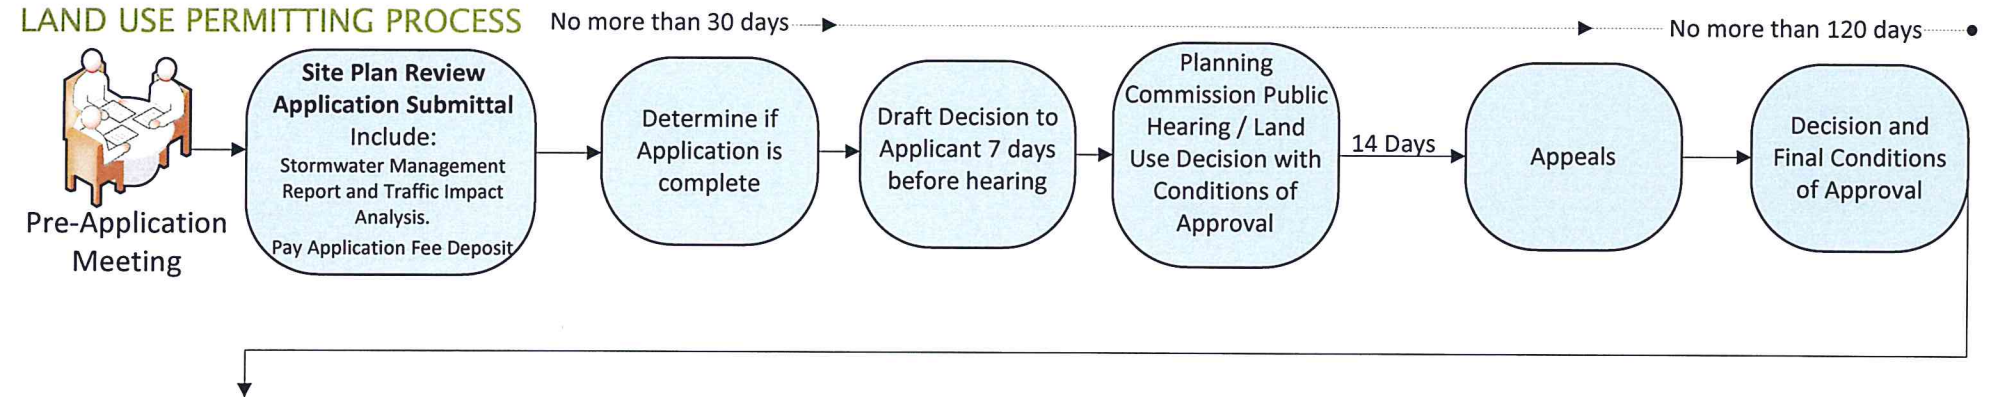 LAND USE PERMITTING PROCESS
No more than 30 days
No more than 120 days
Pre-Application
Meeting
Site Plan Review
Application Submittal
Include:
Stormwater Management
Report and Traffic Impact
Analysis.
Pay Application Fee Deposit
Determine if
Application is
complete
Draft Decision to
Applicant 7 days
before hearing
Planning
Commission Public
Hearing / Land
Use Decision with
Conditions of
Approval
14 Days
Appeals
Decision and
Final Conditions
of Approval